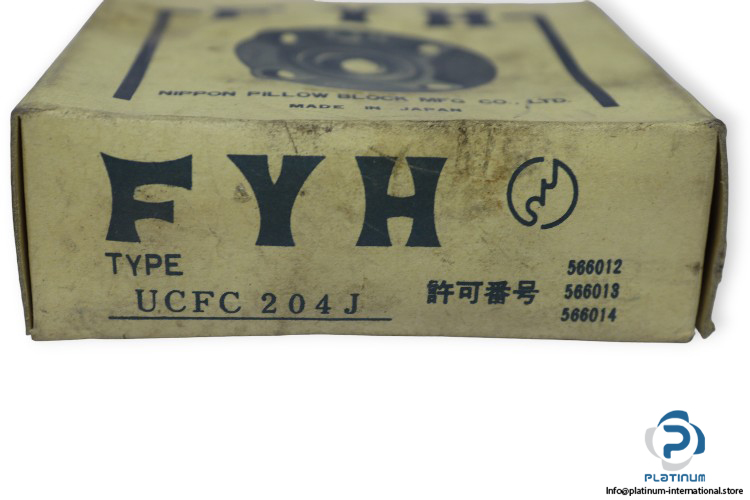 FYH
NIPPON PILLOW BLOCK MFG CO., LTD.
MADE IN JAPAN
FYH
TYPE
UCFC 204J
許可番号
566012
566013
566014
PLATINUM
Info@platinum-international.store